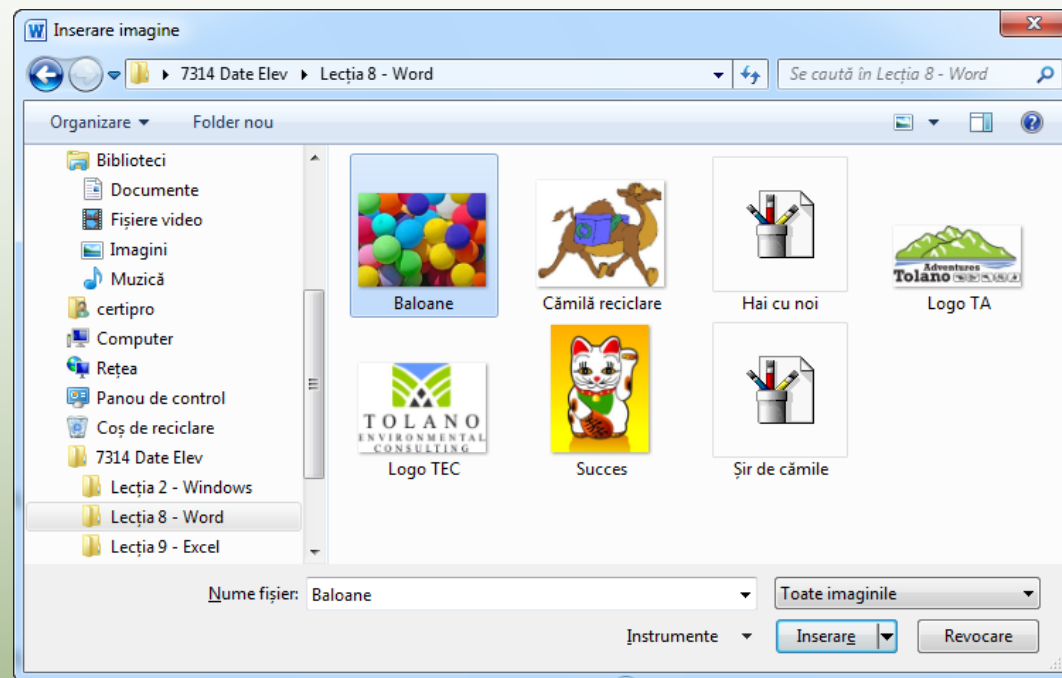 Inserare imagine
7314 Date Elev Lecția 8 - Word
Se caută în Lecția 8 - Word
Organizare Folder nou
Biblioteci
Documente
Fișiere video
Imagini
Muzică
certipro
Computer
Rețea
Panou de control
Coș de reciclare
7314 Date Elev
Lecția 2 - Windows
Lecția 8 - Word
Lecția 9 - Excel
Baloane
Cămilă reciclare
Hai cu noi
Adventures
Tolano
Logo TA
TOLANO
ENVIRONMENTAL
CONSULTING
Logo TEC
Succes
Șir de cămile
Nume fișier: Baloane
Toate imaginile
Instrumente Inserare Revocare